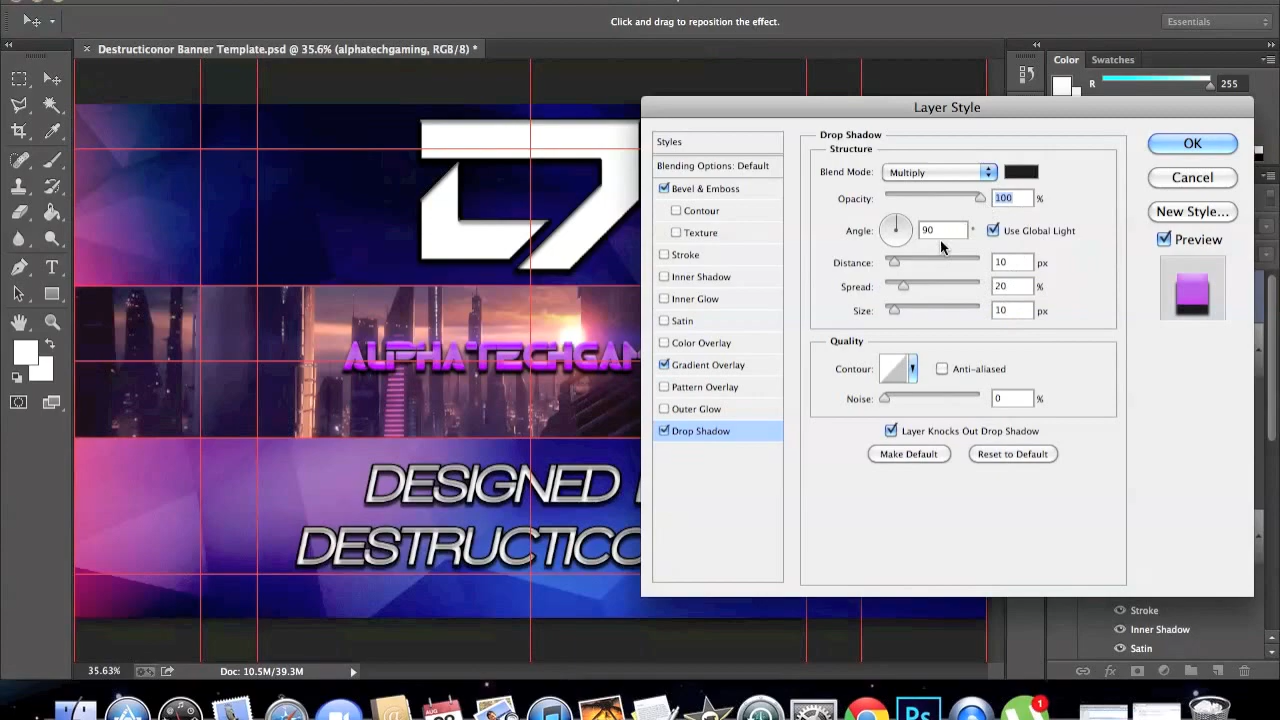 Click and drag to reposition the effect.
Essentials
Destructiconor Banner Template.psd @ 35.6% (alphatechgaming, RGB/8) *
Color
Swatches
R
255
Layer Style
Styles
Blending Options: Default
Bevel & Emboss
Contour
Texture
Stroke
Inner Shadow
Inner Glow
Satin
Color Overlay
Gradient Overlay
Pattern Overlay
Outer Glow
Drop Shadow
Drop Shadow
Structure
Blend Mode: Multiply
Opacity: 100 %
Angle: 90 ° Use Global Light
Distance: 10 px
Spread: 20 %
Size: 10 px
Quality
Contour: Anti-aliased
Noise: 0 %
Layer Knocks Out Drop Shadow
Make Default Reset to Default
OK
Cancel
New Style...
Preview
ALPHATECHGAM
DESIGNED
DESTRUCTICO
Stroke
Inner Shadow
Satin
fx
35.63%
Doc: 10.5M/39.3M
Ps
1